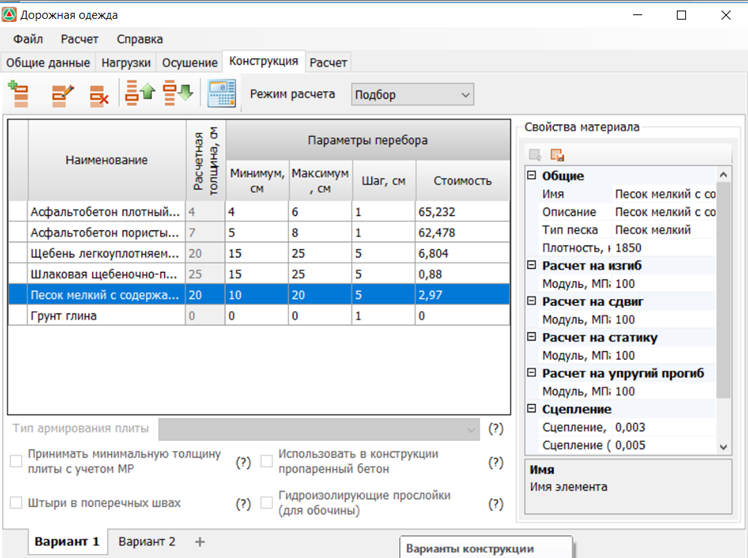 Дорожная одежда
Файл Расчет Справка
Общие данные Нагрузки Осушение Конструкция Расчет
Режим расчета Подбор
Наименование
Расчетная толщина, см
Параметры перебора
Минимум, см
Максимум, см
Шаг, см
Стоимость
Асфальтобетон плотный... 4 4 6 1 65,232
Асфальтобетон пористы... 7 5 8 1 62,478
Щебень легкоуплотняем... 20 15 25 5 6,804
Шлаковая щебеночно-п... 25 15 25 5 0,88
Песок мелкий с содержа... 20 10 20 5 2,97
Грунт глина 0 0 0 1 0
Тип армирования плиты (?)
Принимать минимальную толщину
плиты с учетом МР (?)
Использовать в конструкции
пропаренный бетон (?)
Штыри в поперечных швах (?)
Гидроизолирующие прослойки
(для обочины) (?)
Вариант 1 Вариант 2 +
Варианты конструкции
Свойства материала
Общие
Имя Песок мелкий с со
Описание Песок мелкий с со
Тип песка Песок мелкий
Плотность, к 1850
Расчет на изгиб
Модуль, МПа 100
Расчет на сдвиг
Модуль, МПа 100
Расчет на статику
Модуль, МПа 100
Расчет на упругий прогиб
Модуль, МПа 100
Сцепление
Сцепление, 0,003
Сцепление ( 0,005
Имя
Имя элемента